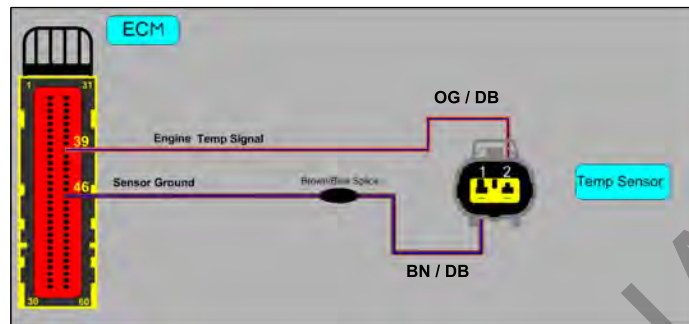 ECM
1 31
OG / DB
39
Engine Temp Signal
1 2
46
Sensor Ground
Brown/Blue Splice
Temp Sensor
BN / DB
30 60